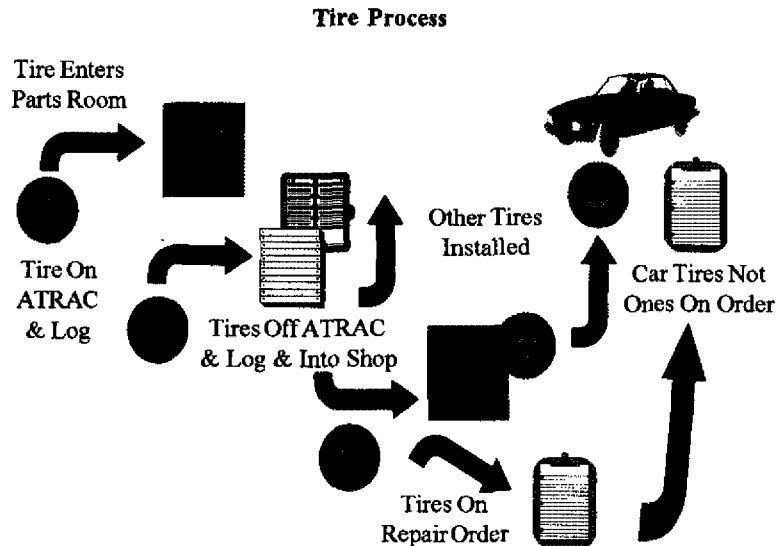 Tire Process
Tire Enters
Parts Room
Tire On
ATRAC
& Log
Tires Off ATRAC
& Log & Into Shop
Other Tires
Installed
Car Tires Not
Ones On Order
Tires On
Repair Order